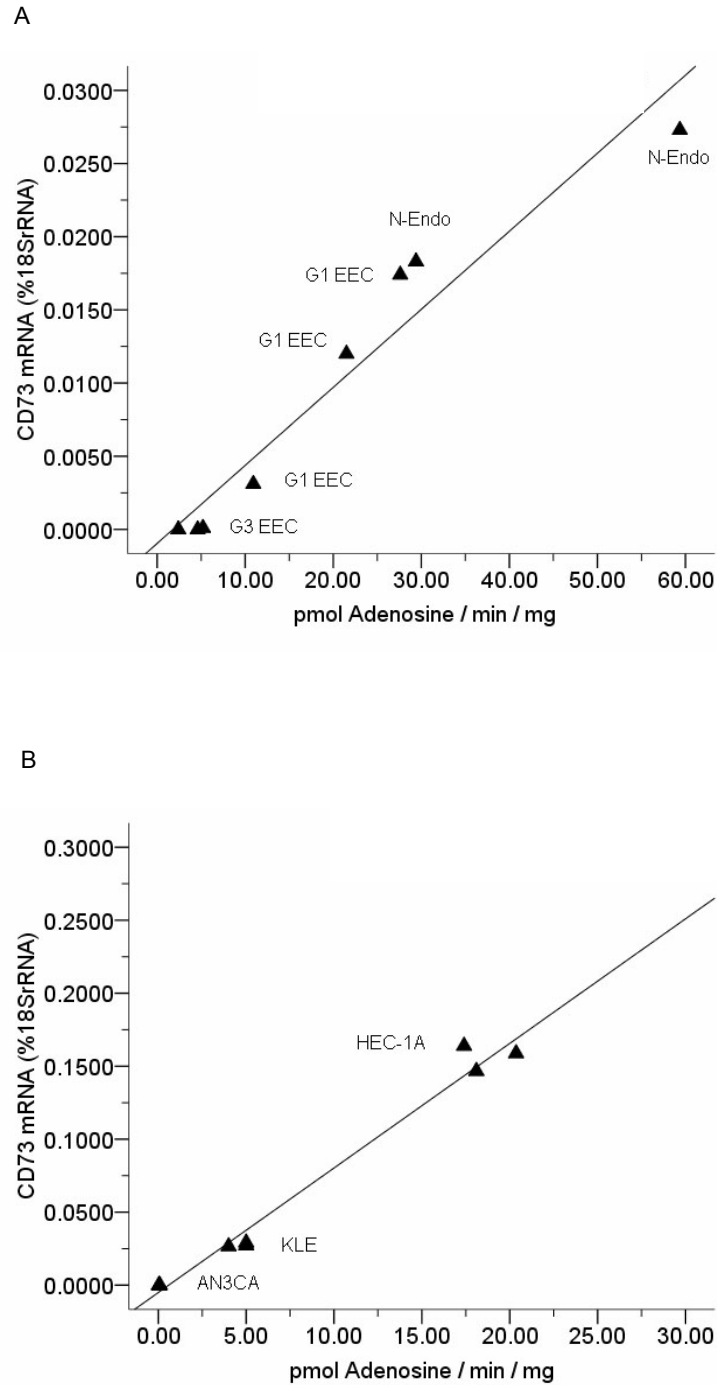 A
CD73 mRNA (%18SrRNA)
0.0300
0.0250
0.0200
0.0150
0.0100
0.0050
0.0000
N-Endo
N-Endo
G1 EEC
G1 EEC
G1 EEC
G3 EEC
0.00 10.00 20.00 30.00 40.00 50.00 60.00
pmol Adenosine / min / mg
B
CD73 mRNA (%18SrRNA)
0.3000
0.2500
0.2000
0.1500
0.1000
0.0500
0.0000
HEC-1A
KLE
AN3CA
0.00 5.00 10.00 15.00 20.00 25.00 30.00
pmol Adenosine / min / mg